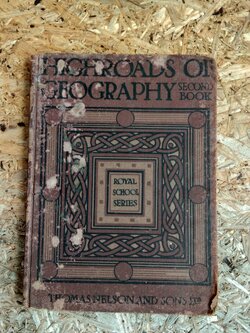 HIGHROADS OF
GEOGRAPHY SECOND
BOOK
ROYAL
SCHOOL
SERIES
THOMAS NELSON AND SONS LTD